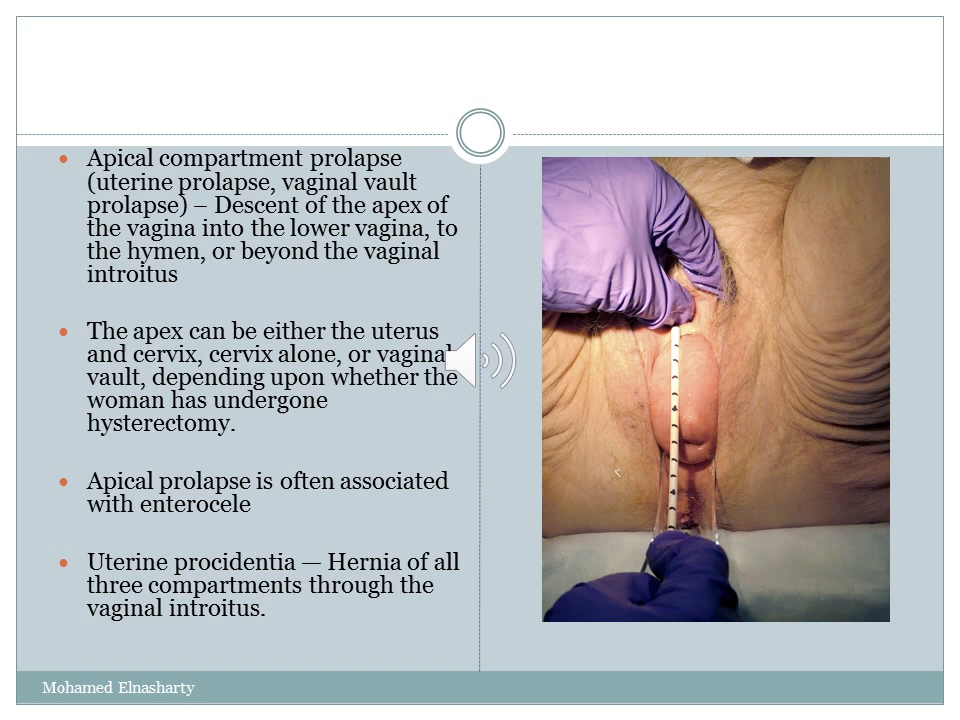 Apical compartment prolapse
(uterine prolapse, vaginal vault
prolapse) – Descent of the apex of
the vagina into the lower vagina, to
the hymen, or beyond the vaginal
introitus
The apex can be either the uterus
and cervix, cervix alone, or vaginal
vault, depending upon whether the
woman has undergone
hysterectomy.
Apical prolapse is often associated
with enterocele
Uterine procidentia — Hernia of all
three compartments through the
vaginal introitus.
Mohamed Elnasharty